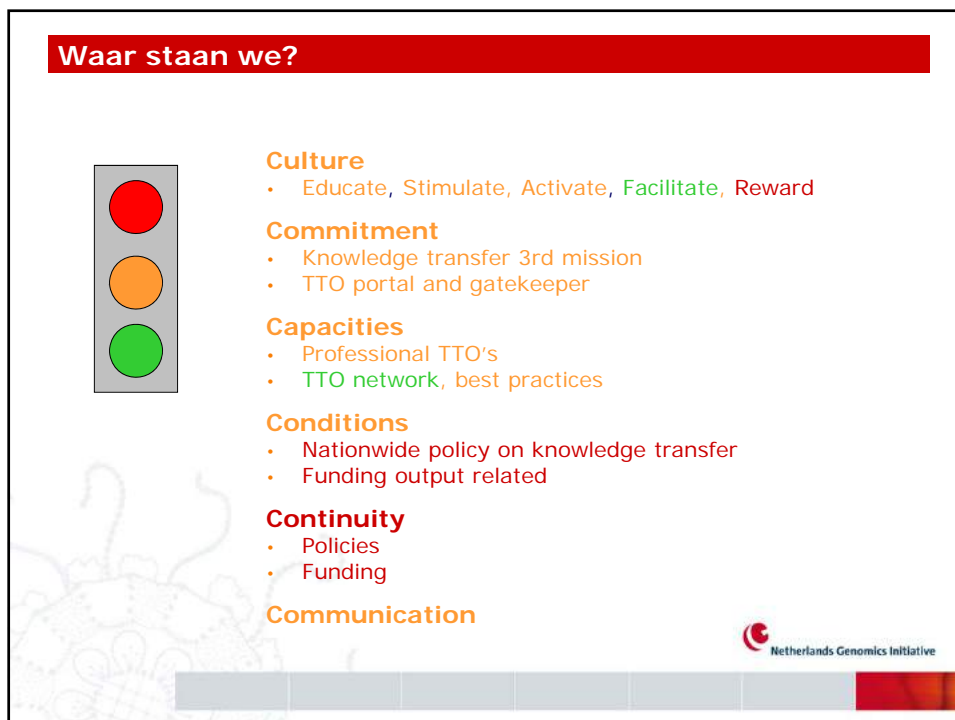 Waar staan we?
Culture
• Educate, Stimulate, Activate, Facilitate, Reward
Commitment
• Knowledge transfer 3rd mission
• TTO portal and gatekeeper
Capacities
• Professional TTO's
• TTO network, best practices
Conditions
• Nationwide policy on knowledge transfer
• Funding output related
Continuity
• Policies
• Funding
Communication
Netherlands Genomics Initiative